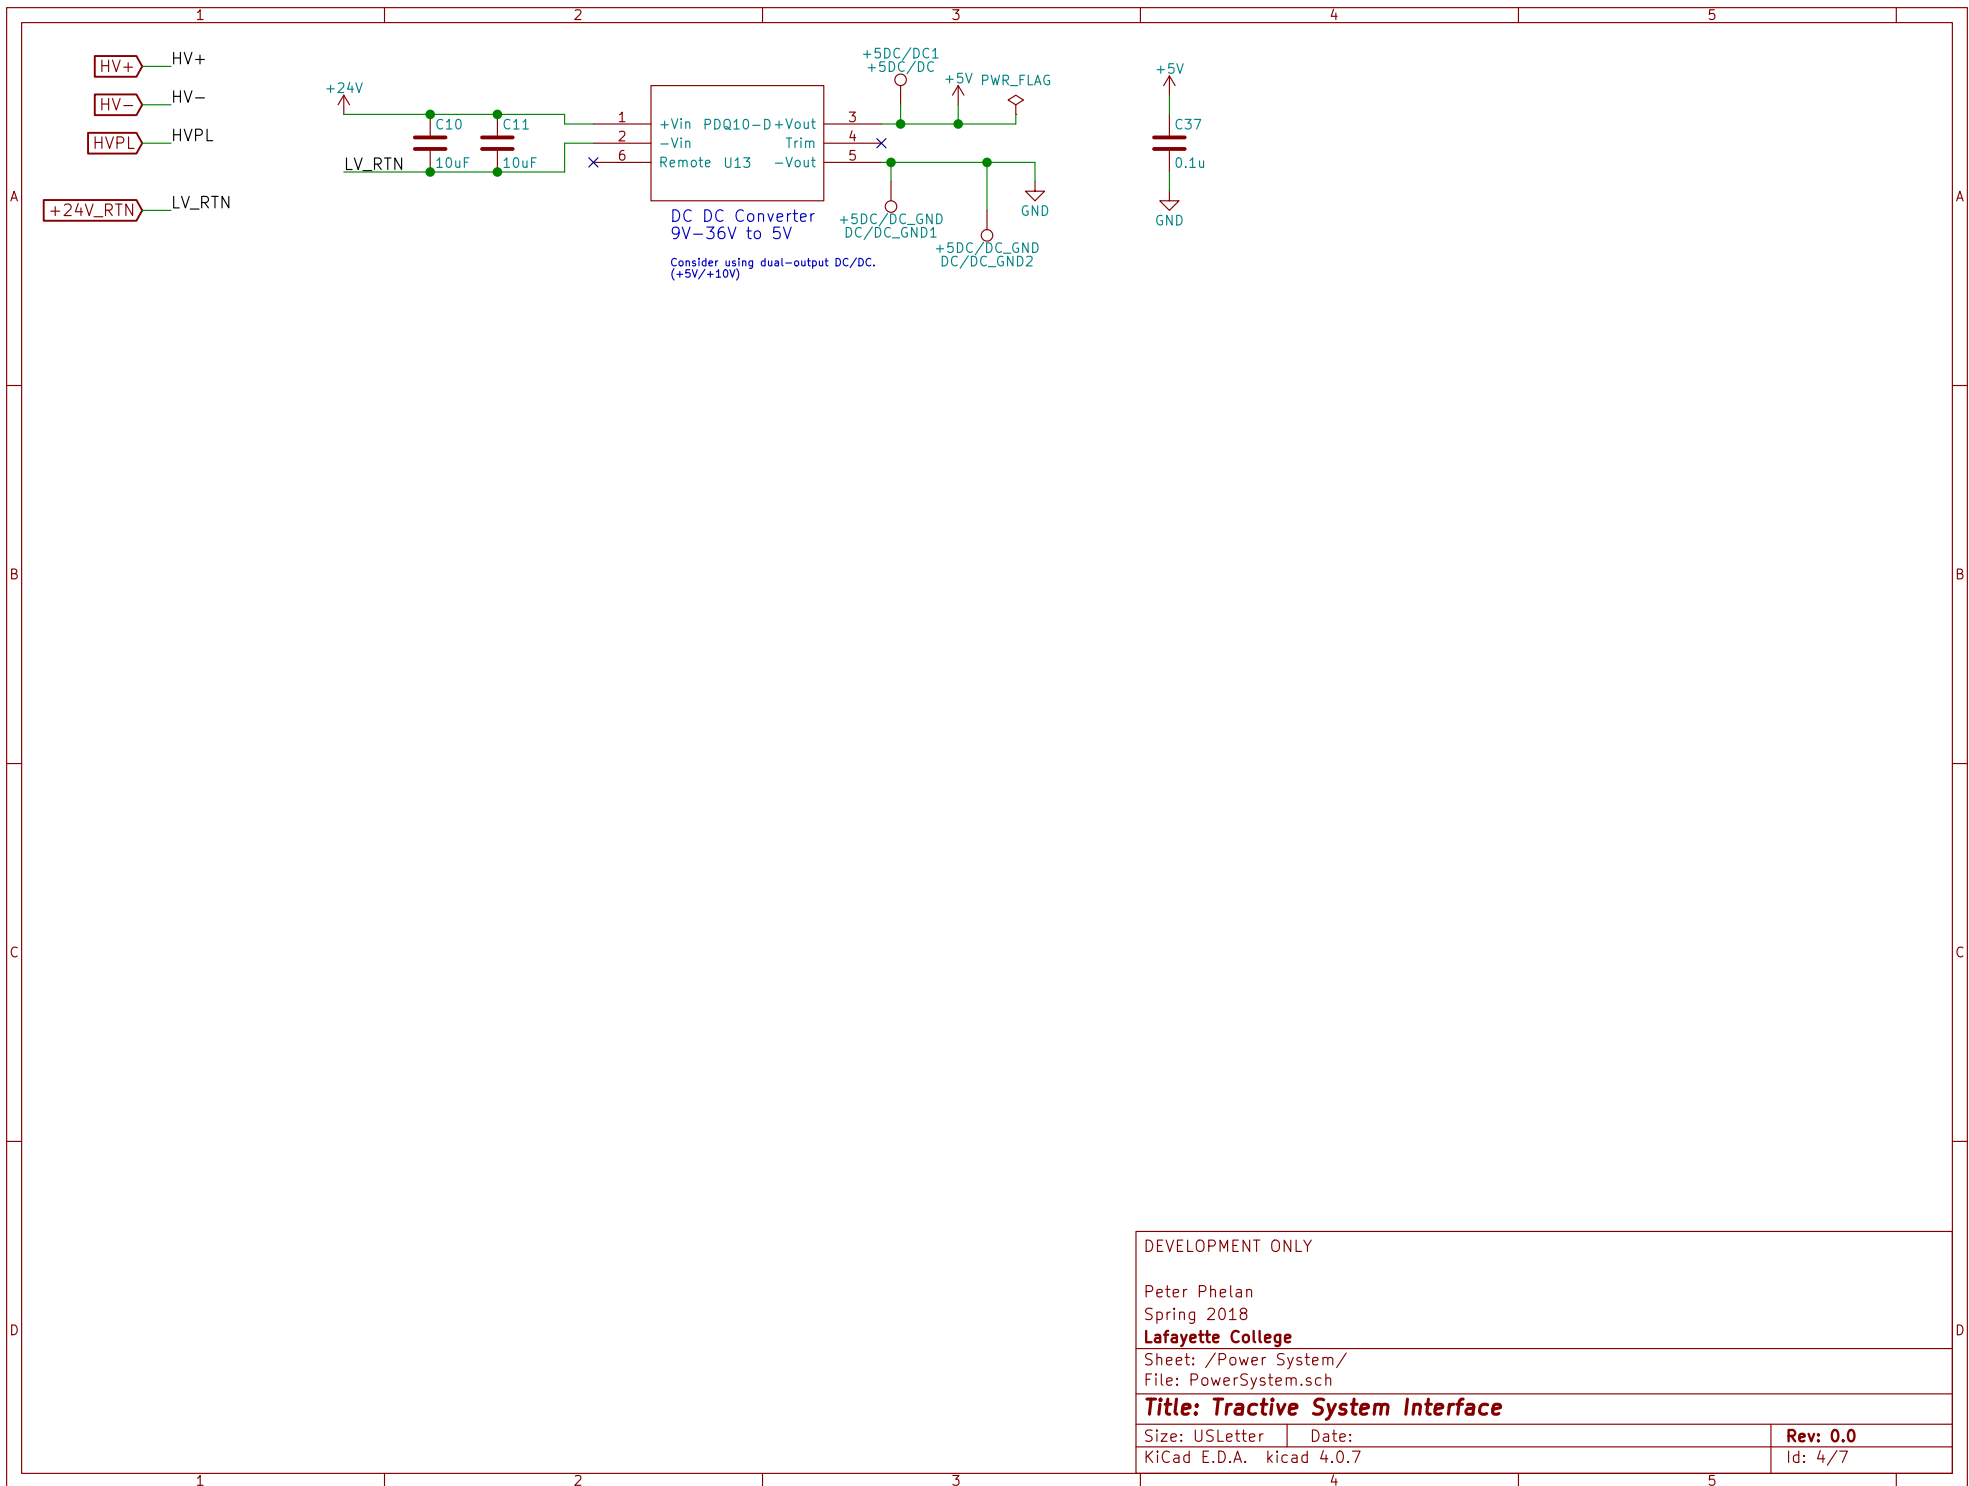 1 2 3 4 5
HV+ HV+
HV- HV-
HVPL HVPL
+24V_RTN LV_RTN
+24V
C10 C11
10uF 10uF
LV_RTN
1 +Vin PDQ10-D +Vout 3
2 -Vin Trim 4
6 Remote U13 -Vout 5
+5DC/DC1
+5DC/DC
+5V PWR_FLAG
+5DC/DC_GND
DC/DC_GND1
+5DC/DC_GND
DC/DC_GND2
GND
DC DC Converter
9V-36V to 5V
Consider using dual-output DC/DC.
(+5V/+10V)
+5V
C37
0.1u
GND
A A
B B
C C
D D
DEVELOPMENT ONLY
Peter Phelan
Spring 2018
Lafayette College
Sheet: /Power System/
File: PowerSystem.sch
Title: Tractive System Interface
Size: USLetter Date: Rev: 0.0
KiCad E.D.A. kicad 4.0.7 Id: 4/7
1 2 3 4 5